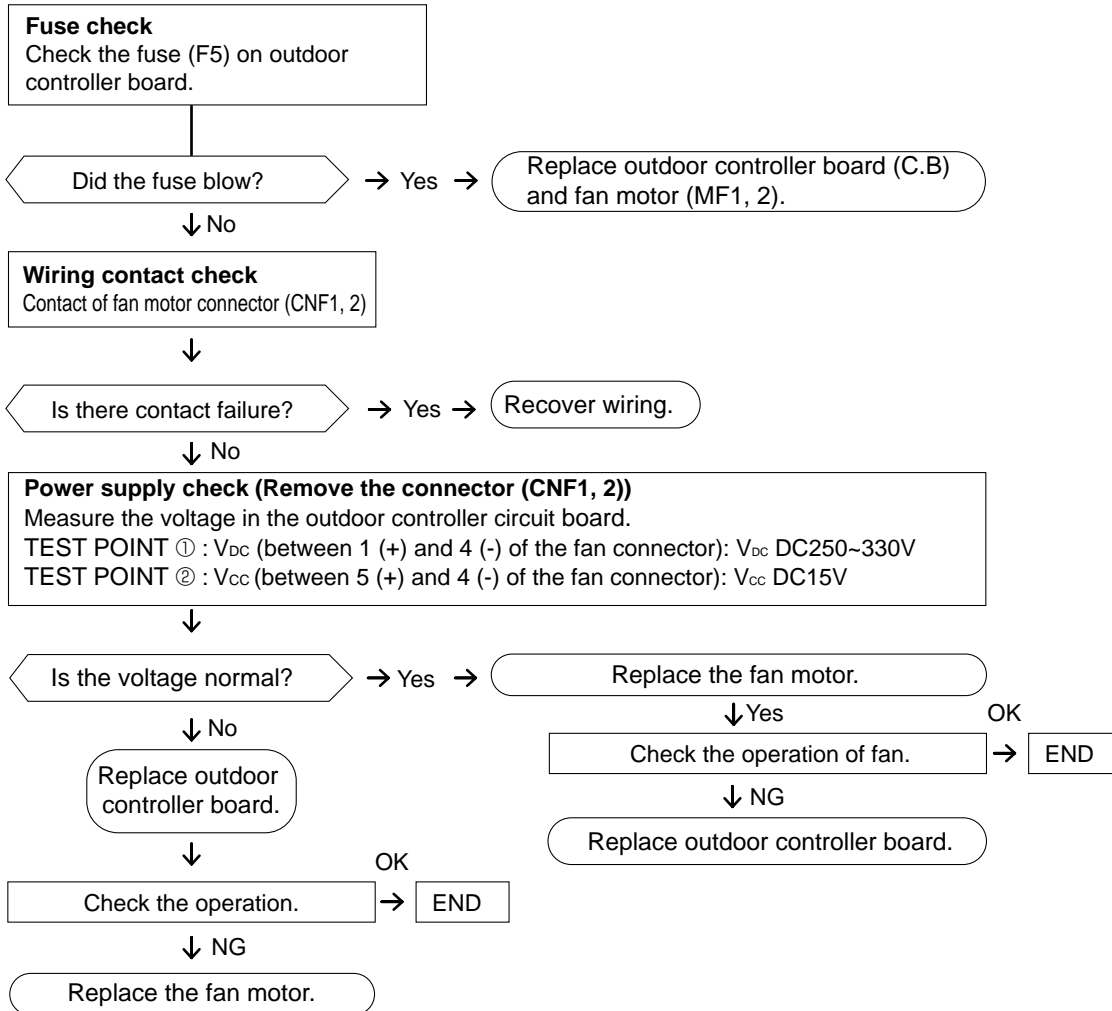 Fuse check
Check the fuse (F5) on outdoor
controller board.
Did the fuse blow?
Yes
Replace outdoor controller board (C.B)
and fan motor (MF1, 2).
No
Wiring contact check
Contact of fan motor connector (CNF1, 2)
Is there contact failure?
Yes
Recover wiring.
No
Power supply check (Remove the connector (CNF1, 2))
Measure the voltage in the outdoor controller circuit board.
TEST POINT ① : VDC (between 1 (+) and 4 (-) of the fan connector): VDC DC250~330V
TEST POINT ② : VCC (between 5 (+) and 4 (-) of the fan connector): VCC DC15V
Is the voltage normal?
Yes
Replace the fan motor.
Yes
OK
Check the operation of fan.
END
NG
Replace outdoor controller board.
No
Replace outdoor
controller board.
OK
Check the operation.
END
NG
Replace the fan motor.